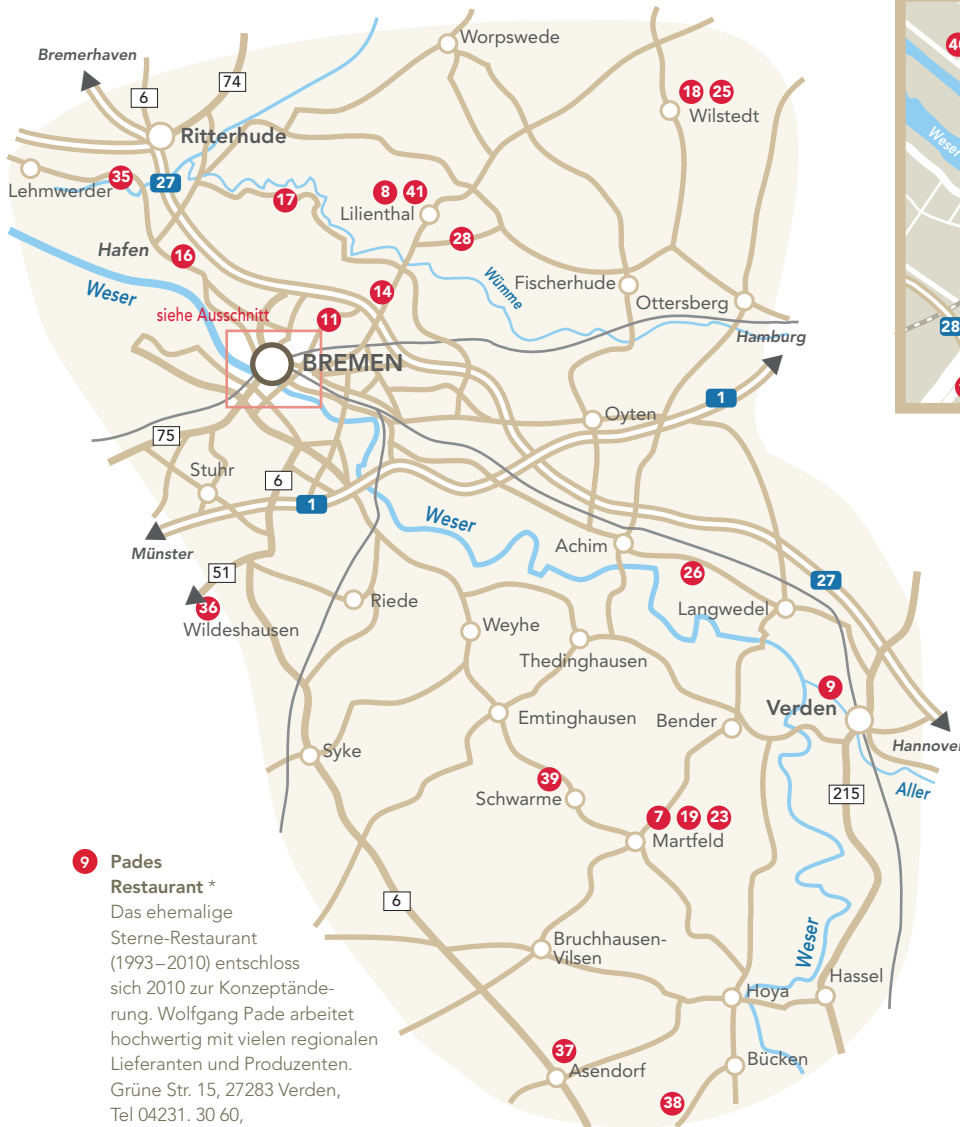 Worpswede
Bremerhaven
74
6
18 25
Wilstedt
Ritterhude
Weser
Lehmwerder
35
27
17
8 41
Lilienthal
28
Hafen
16
Weser
Wümme
Fischerhude
14
Ottersberg
siehe Ausschnitt
11
28
Hamburg
BREMEN
1
Oyten
75
Stuhr
6
1
Weser
Münster
Achim
51
26
27
36
Riede
Langwedel
Wildeshausen
Weyhe
Thedinghausen
9
Verden
Emtinghausen
Bender
Hannover
Syke
39
Schwarme
215
Aller
7 19 23
Martfeld
6
Bruchhausen-
Vilsen
Weser
Hassel
Hoya
37
Asendorf
Bücken
38
9 Pades
Restaurant *
Das ehemalige
Sterne-Restaurant
(1993–2010) entschloss
sich 2010 zur Konzeptände-
rung. Wolfgang Pade arbeitet
hochwertig mit vielen regionalen
Lieferanten und Produzenten.
Grüne Str. 15, 27283 Verden,
Tel 04231. 30 60,